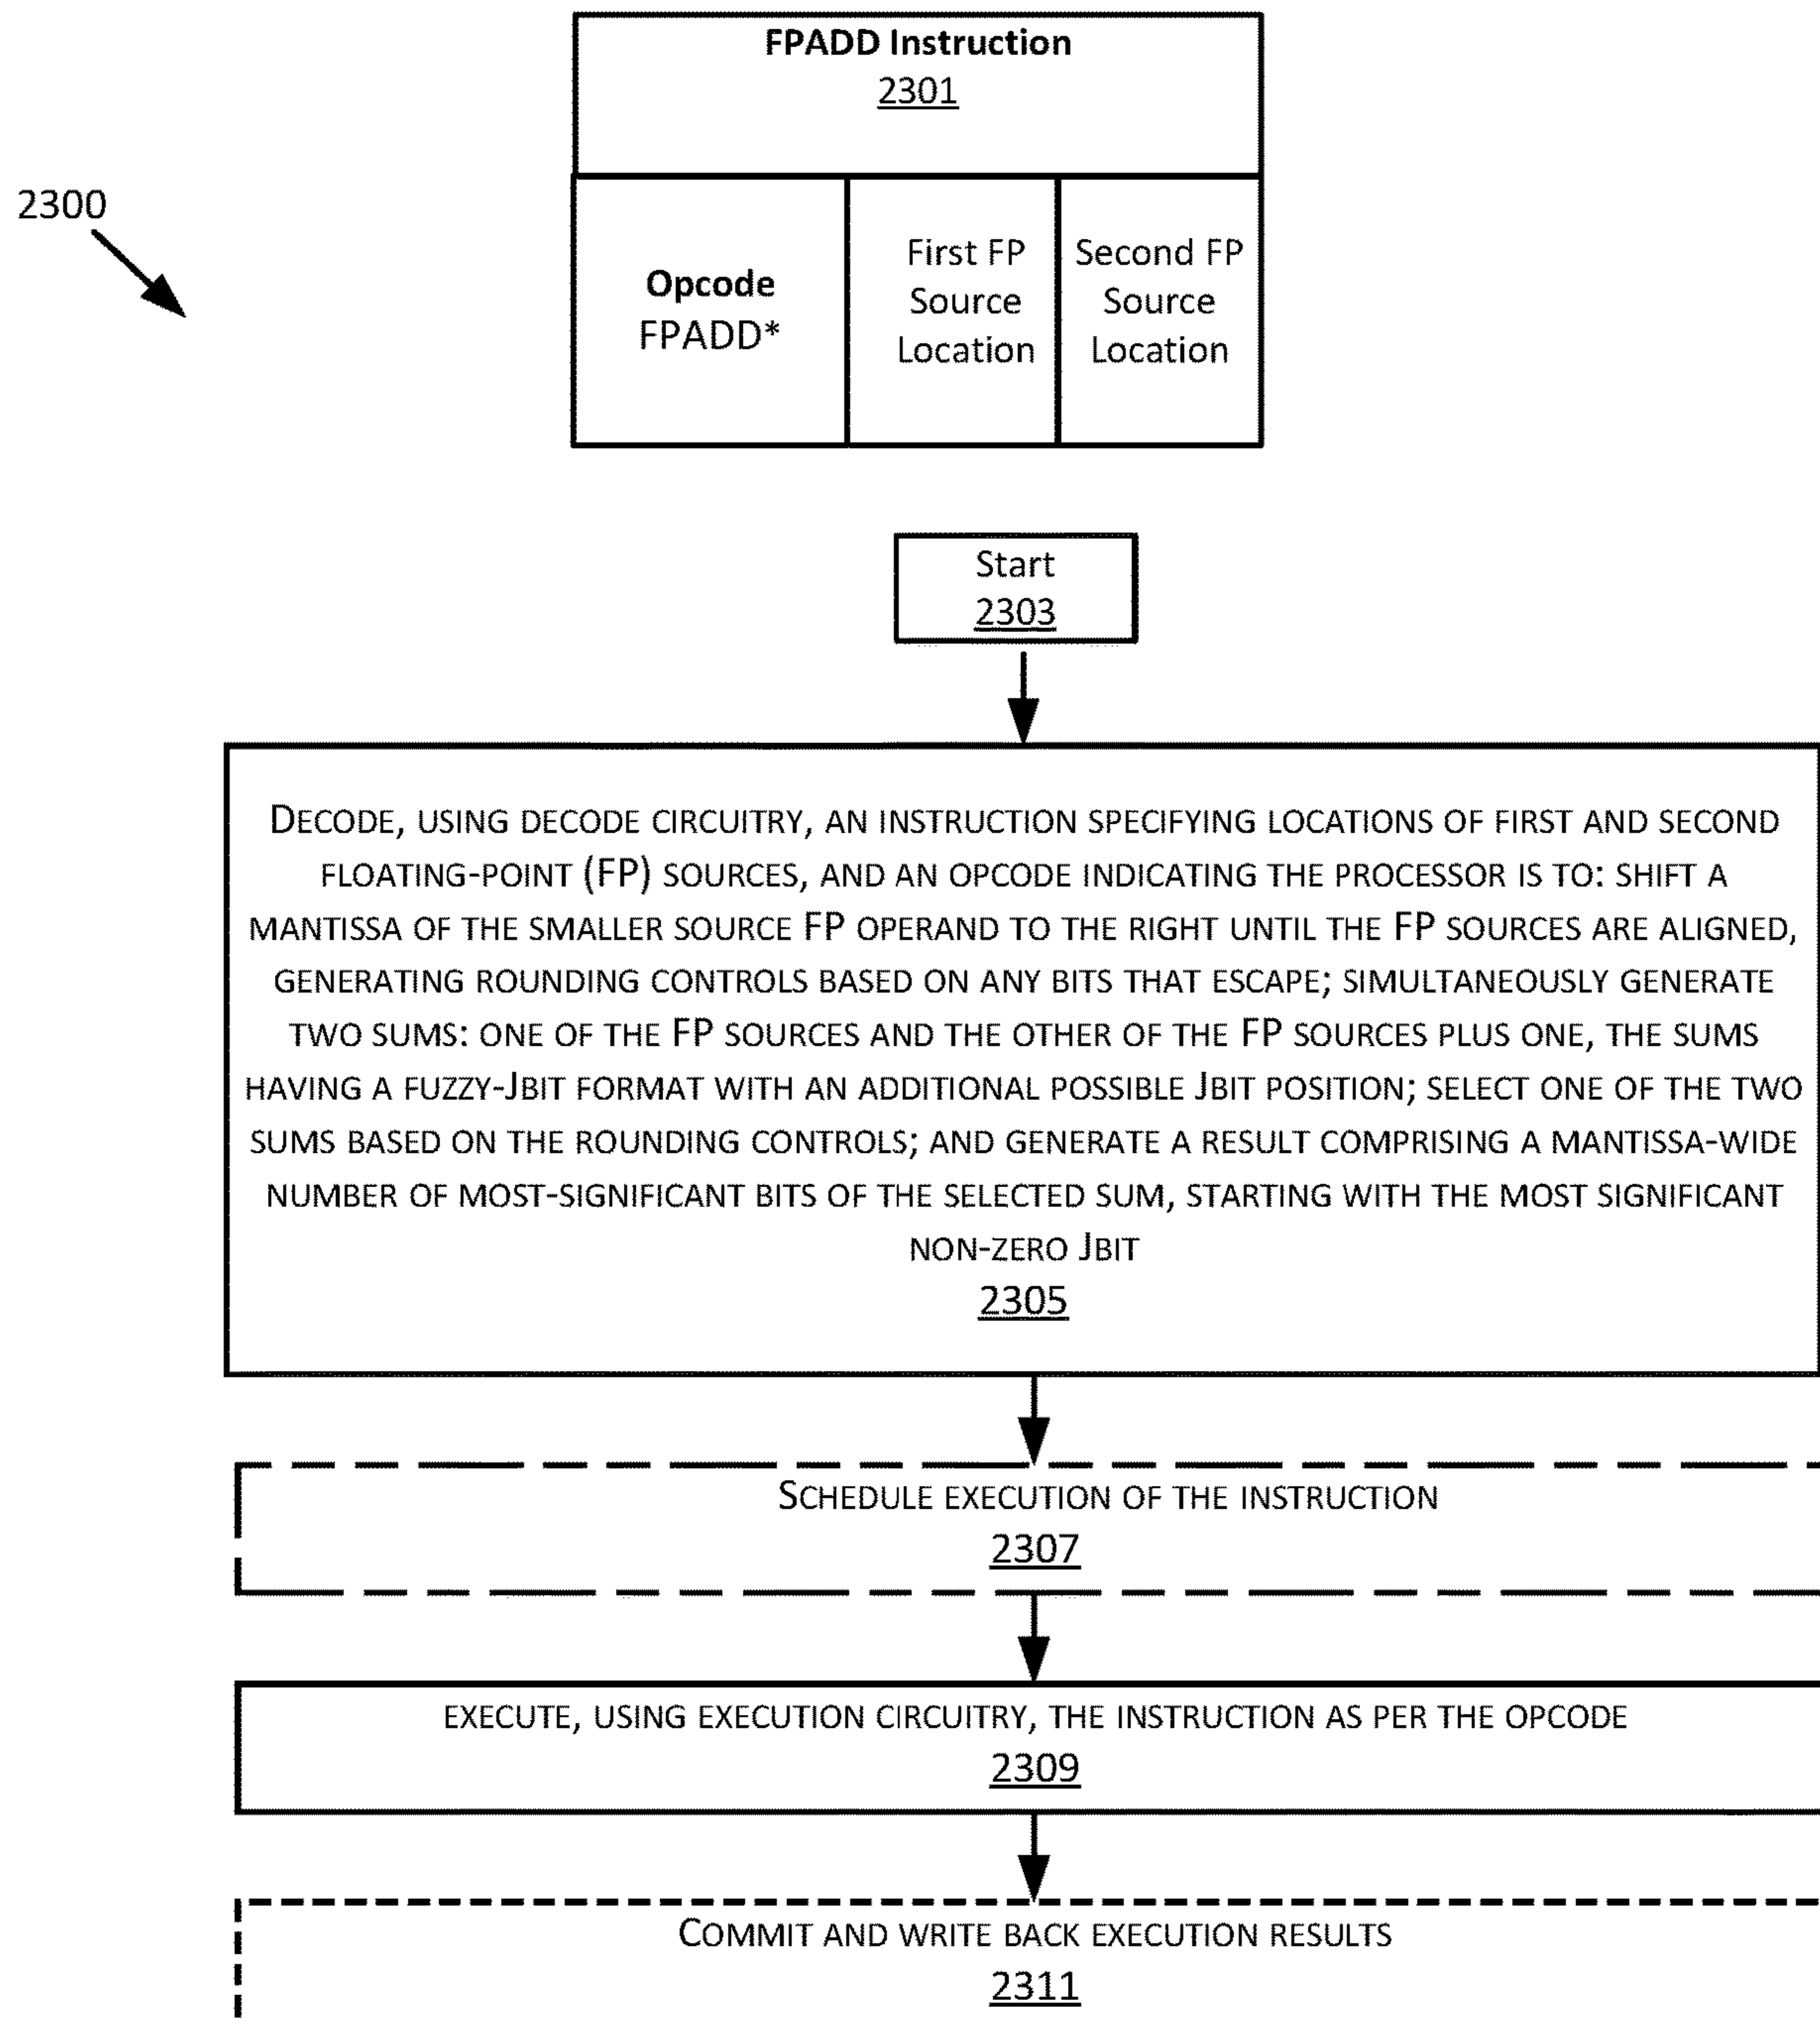 FPADD Instruction
2301
2300
Opcode
FPADD*
First FP
Source
Location
Second FP
Source
Location
Start
2303
DECODE, USING DECODE CIRCUITRY, AN INSTRUCTION SPECIFYING LOCATIONS OF FIRST AND SECOND
FLOATING-POINT (FP) SOURCES, AND AN OPCODE INDICATING THE PROCESSOR IS TO: SHIFT A
MANTISSA OF THE SMALLER SOURCE FP OPERAND TO THE RIGHT UNTIL THE FP SOURCES ARE ALIGNED,
GENERATING ROUNDING CONTROLS BASED ON ANY BITS THAT ESCAPE; SIMULTANEOUSLY GENERATE
TWO SUMS: ONE OF THE FP SOURCES AND THE OTHER OF THE FP SOURCES PLUS ONE, THE SUMS
HAVING A FUZZY-JBIT FORMAT WITH AN ADDITIONAL POSSIBLE JBIT POSITION; SELECT ONE OF THE TWO
SUMS BASED ON THE ROUNDING CONTROLS; AND GENERATE A RESULT COMPRISING A MANTISSA-WIDE
NUMBER OF MOST-SIGNIFICANT BITS OF THE SELECTED SUM, STARTING WITH THE MOST SIGNIFICANT
NON-ZERO JBIT
2305
SCHEDULE EXECUTION OF THE INSTRUCTION
2307
EXECUTE, USING EXECUTION CIRCUITRY, THE INSTRUCTION AS PER THE OPCODE
2309
COMMIT AND WRITE BACK EXECUTION RESULTS
2311